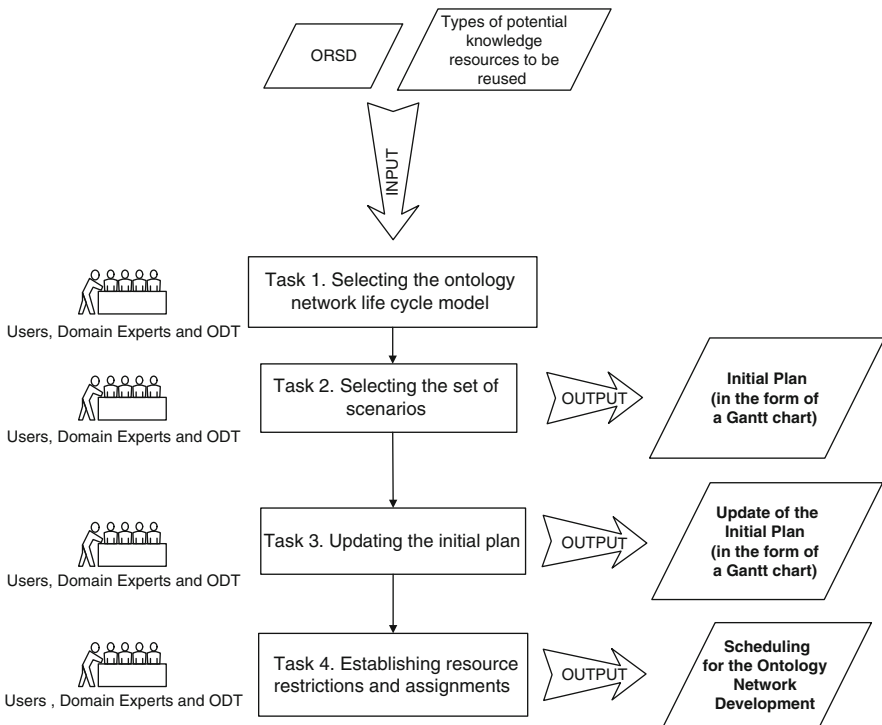 ORSD
Types of potential
knowledge
resources to be
reused
INPUT
Task 1. Selecting the ontology
network life cycle model
Users, Domain Experts and ODT
Task 2. Selecting the set of
scenarios
Users, Domain Experts and ODT
OUTPUT
Initial Plan
(in the form of
a Gantt chart)
Task 3. Updating the initial plan
Users, Domain Experts and ODT
OUTPUT
Update of the
Initial Plan
(in the form of
a Gantt chart)
Task 4. Establishing resource
restrictions and assignments
Users , Domain Experts and ODT
OUTPUT
Scheduling
for the Ontology
Network
Development